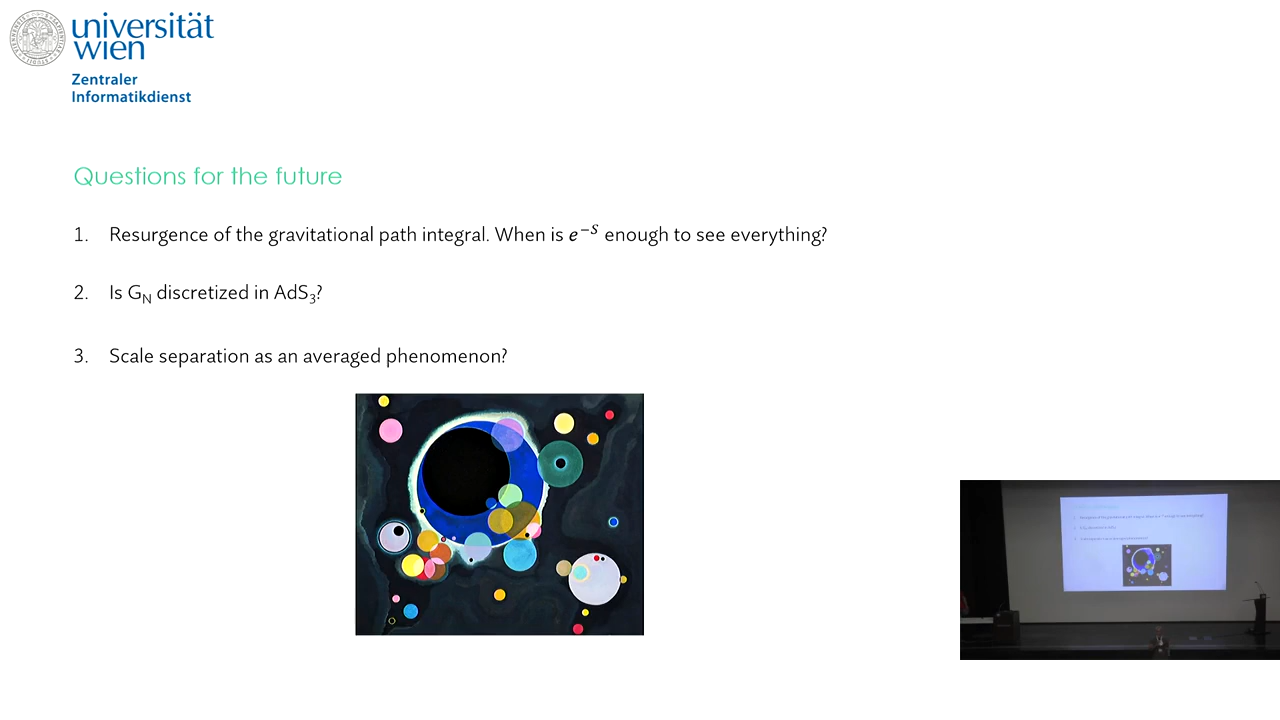 universität
wien
Zentraler
Informatikdienst
Questions for the future
1. Resurgence of the gravitational path integral. When is e^{-S} enough to see everything?
2. Is G_N discretized in AdS_3?
3. Scale separation as an averaged phenomenon?